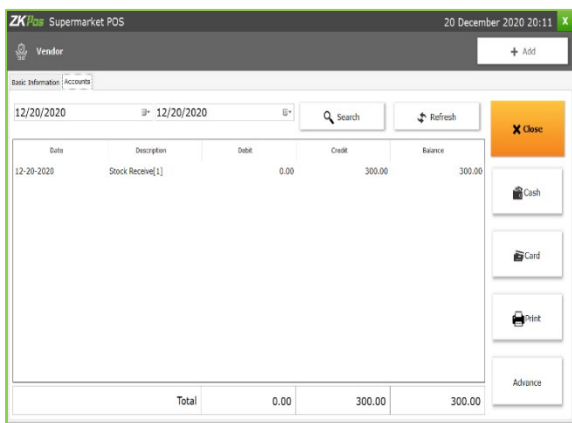 ZKPos Supermarket POS 20 December 2020 20:11 X
Vendor + Add
Basic Information Accounts
12/20/2020 12/20/2020 Search Refresh X Close
Date Description Debit Credit Balance
12-20-2020 Stock Receive[1] 0.00 300.00 300.00
Cash
Card
Print
Advance
Total 0.00 300.00 300.00